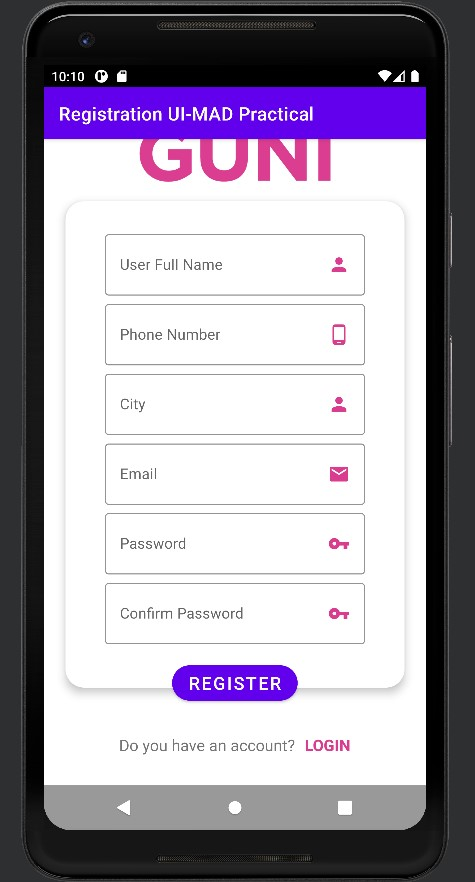 10:10
Registration UI-MAD Practical
GUNI
User Full Name
Phone Number
City
Email
Password
Confirm Password
REGISTER
Do you have an account? LOGIN